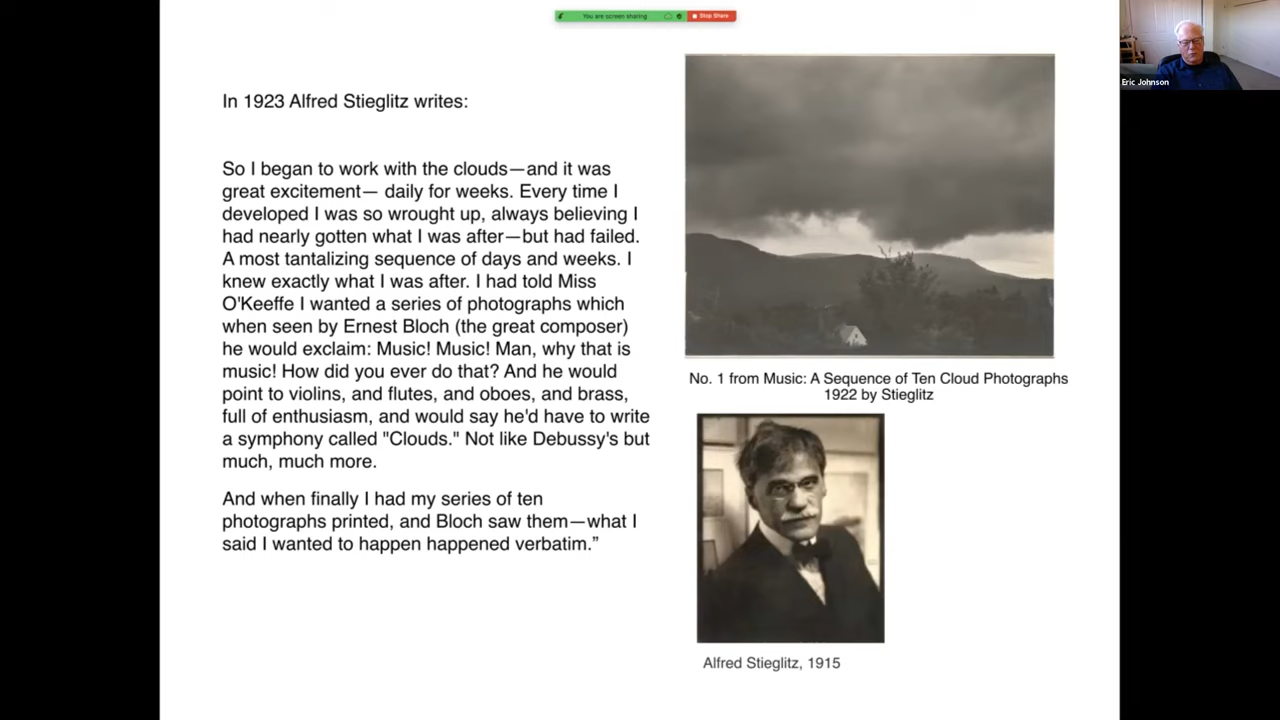 You are screen sharing
Stop Share
Eric Johnson
In 1923 Alfred Stieglitz writes:
So I began to work with the clouds—and it was
great excitement— daily for weeks. Every time I
developed I was so wrought up, always believing I
had nearly gotten what I was after—but had failed.
A most tantalizing sequence of days and weeks. I
knew exactly what I was after. I had told Miss
O'Keeffe I wanted a series of photographs which
when seen by Ernest Bloch (the great composer)
he would exclaim: Music! Music! Man, why that is
music! How did you ever do that? And he would
point to violins, and flutes, and oboes, and brass,
full of enthusiasm, and would say he'd have to write
a symphony called "Clouds." Not like Debussy's but
much, much more.
And when finally I had my series of ten
photographs printed, and Bloch saw them—what I
said I wanted to happen happened verbatim.”
No. 1 from Music: A Sequence of Ten Cloud Photographs
1922 by Stieglitz
Alfred Stieglitz, 1915